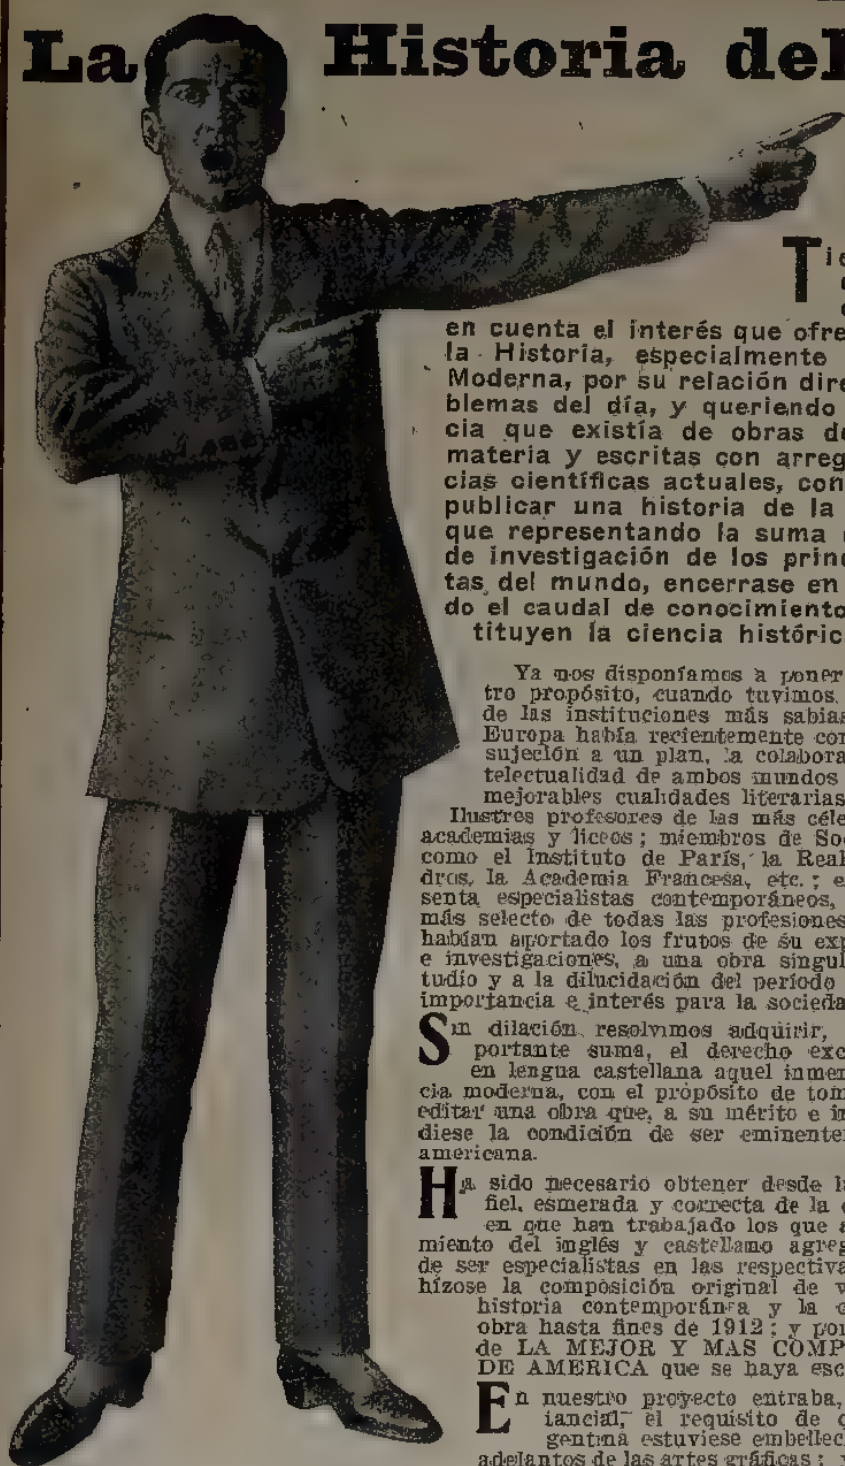 La Historia del
Tie
en cuenta el interés que ofre
la Historia, especialmente
Moderna, por su relación dire
blemas del día, y queriendo
cia que existía de obras de
materia y escritas con arreg
cias científicas actuales, con
publicar una historia de la
que representando la suma
de investigación de los princ
tas del mundo, encerrase en
do el caudal de conocimiento
tituyen la ciencia históric
Ya nos disponíamos a poner
tro propósito, cuando tuvimos
de las instituciones más sabias
Europa había recientemente con
sujeción a un plan, la colabora
telectualidad de ambos mundos
mejorables cualidades literarias
Ilustres profesores de las más céle
academias y liceos; miembros de So
como el Instituto de París, la Real
dros, la Academia Francesa, etc.; e
senta especialistas contemporáneos,
más selecto de todas las profesiones
habían aportado los frutos de su exp
e investigaciones, a una obra singul
tudio y a la dilucidación del período
importancia e interés para la socieda
Sin dilación, resolvimos adquirir,
portante suma, el derecho exc
en lengua castellana aquel inmen
cia moderna, con el propósito de tom
editar una obra que, a su mérito e in
diese la condición de ser eminente
americana.
Ha sido necesario obtener desde l
fiel, esmerada y correcta de la
en que han trabajado los que a
miento del inglés y castellamo agreg
de ser especialistas en las respectiva
hízose la composición original de v
historia contemporánea y la
obra hasta fines de 1912; y por
de LA MEJOR Y MAS COMP
DE AMERICA que se haya esc
En nuestro proyecto entraba,
tancial, el requisito de
gentina estuviese embellec
adelantos de las artes gráficas;